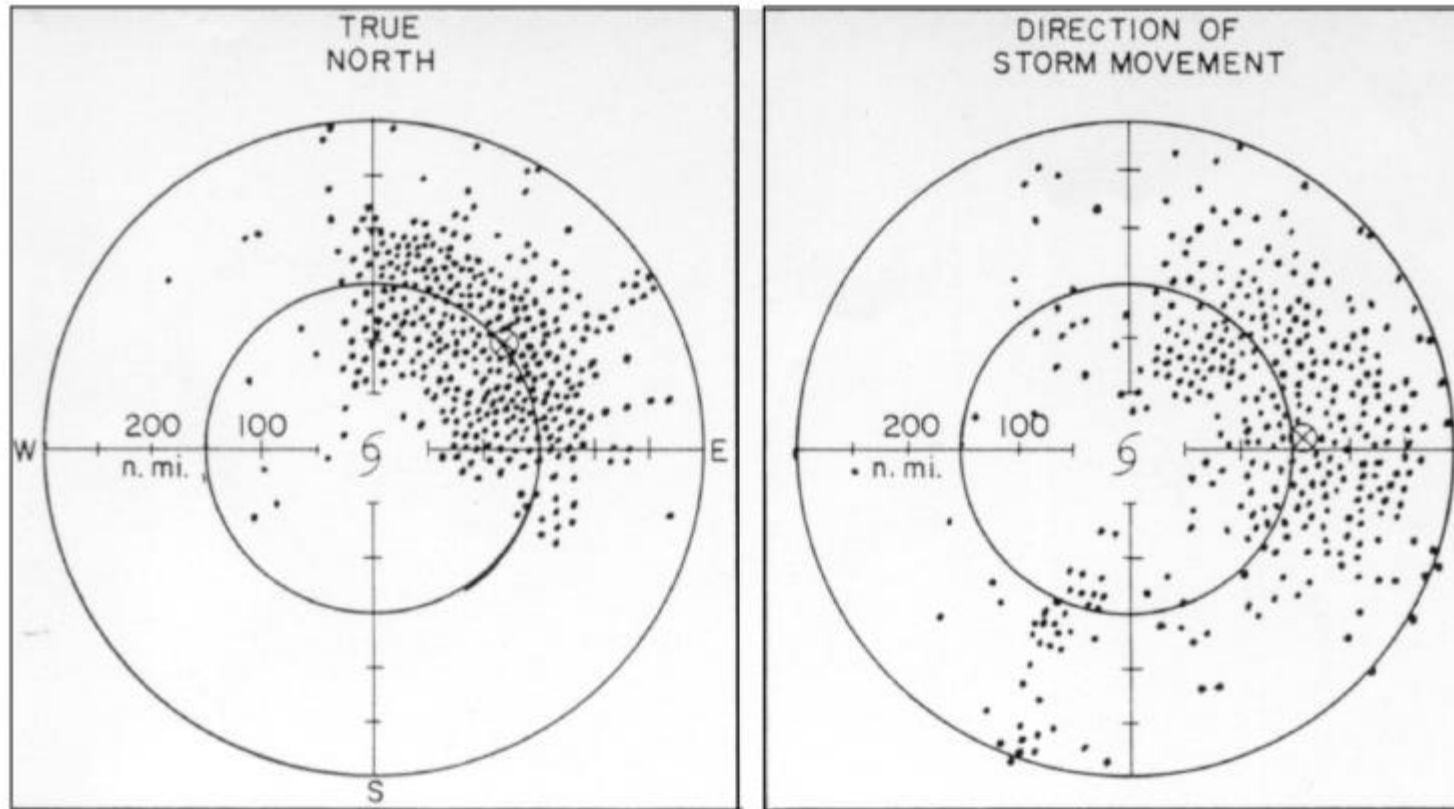 TRUE
NORTH
W
200
100
n. mi.
E
S
DIRECTION OF
STORM MOVEMENT
200
100
n. mi.